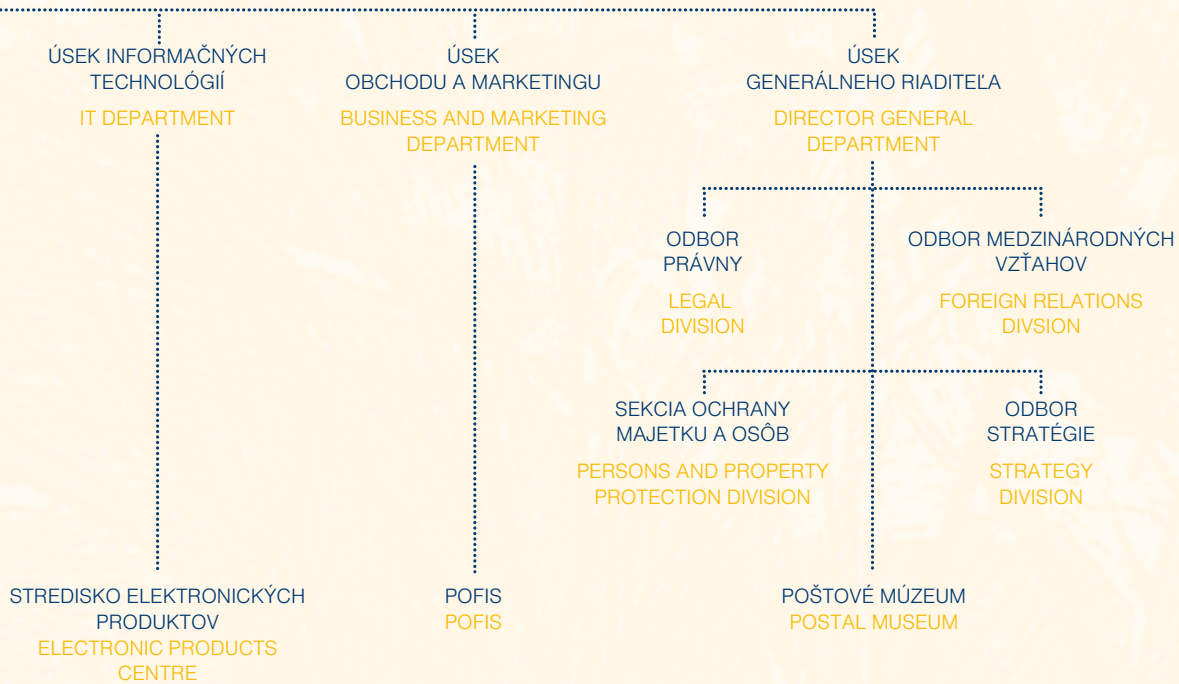 ÚSEK INFORMAČNÝCH
TECHNOLÓGIÍ
IT DEPARTMENT
ÚSEK
OBCHODU A MARKETINGU
BUSINESS AND MARKETING
DEPARTMENT
ÚSEK
GENERÁLNEHO RIADITEĽA
DIRECTOR GENERAL
DEPARTMENT
ODBOR
PRÁVNY
LEGAL
DIVISION
ODBOR MEDZINÁRODNÝCH
VZŤAHOV
FOREIGN RELATIONS
DIVSION
SEKCIA OCHRANY
MAJETKU A OSÔB
PERSONS AND PROPERTY
PROTECTION DIVISION
ODBOR
STRATÉGIE
STRATEGY
DIVISION
STREDISKO ELEKTRONICKÝCH
PRODUKTOV
ELECTRONIC PRODUCTS
CENTRE
POFIS
POFIS
POŠTOVÉ MÚZEUM
POSTAL MUSEUM